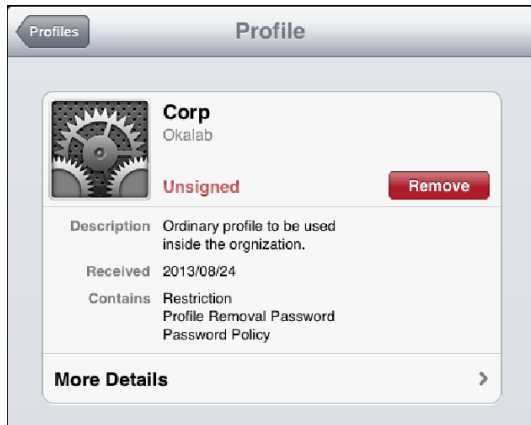 Profiles
Profile
Corp
Okalab
Unsigned
Remove
Description Ordinary profile to be used
inside the orgnization.
Received 2013/08/24
Contains Restriction
Profile Removal Password
Password Policy
More Details